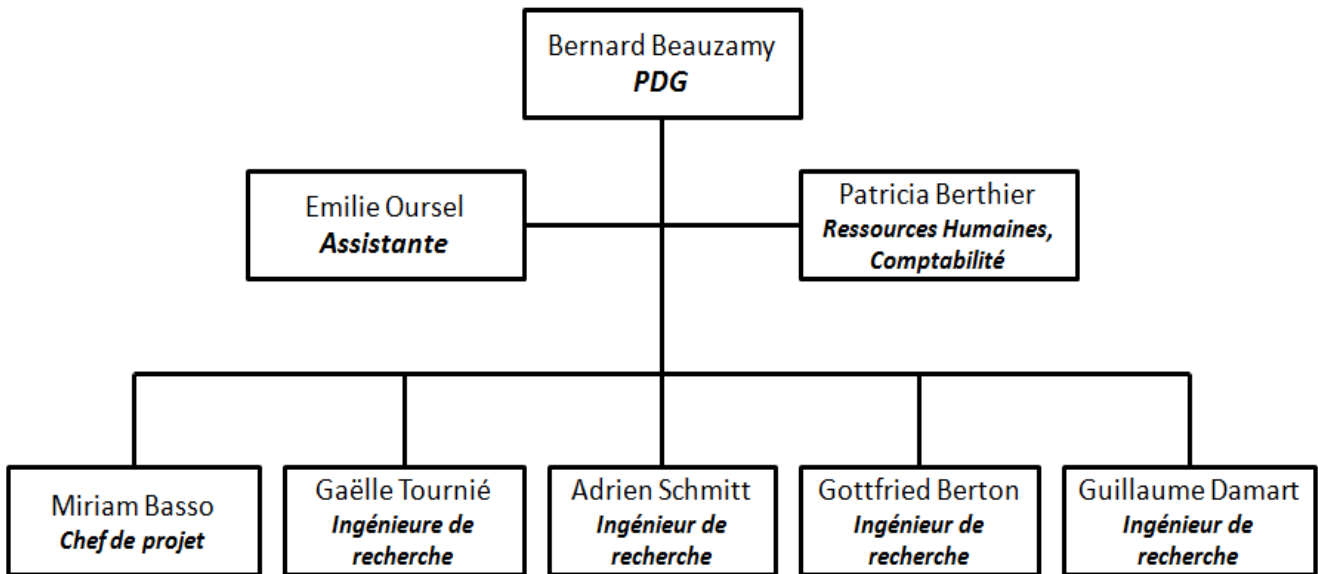 Bernard Beauzamy
PDG
Emilie Oursel
Assistante
Patricia Berthier
Ressources Humaines,
Comptabilité
Miriam Basso
Chef de projet
Gaëlle Tournié
Ingénieure de
recherche
Adrien Schmitt
Ingénieur de
recherche
Gottfried Berton
Ingénieur de
recherche
Guillaume Damart
Ingénieur de
recherche